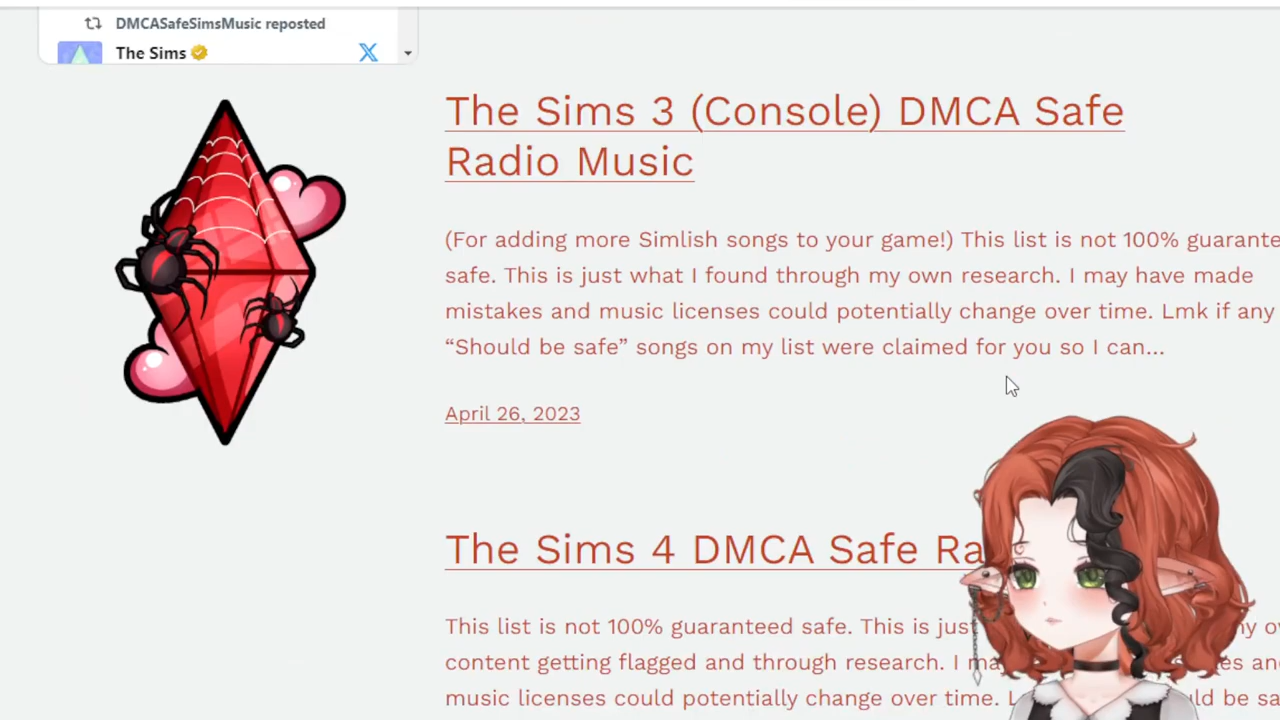 DMCASafeSimsMusic reposted
The Sims
The Sims 3 (Console) DMCA Safe
Radio Music
(For adding more Simlish songs to your game!) This list is not 100%
safe. This is just what I found through my own research. I may have made
mistakes and music licenses could potentially change over time. Lmk if any
“Should be safe” songs on my list were claimed for you so I can...
April 26, 2023
The Sims 4 DMCA Safe
This list is not 100% guaranteed safe. This is just
content getting flagged and through research. I
music licenses could potentially change over time.